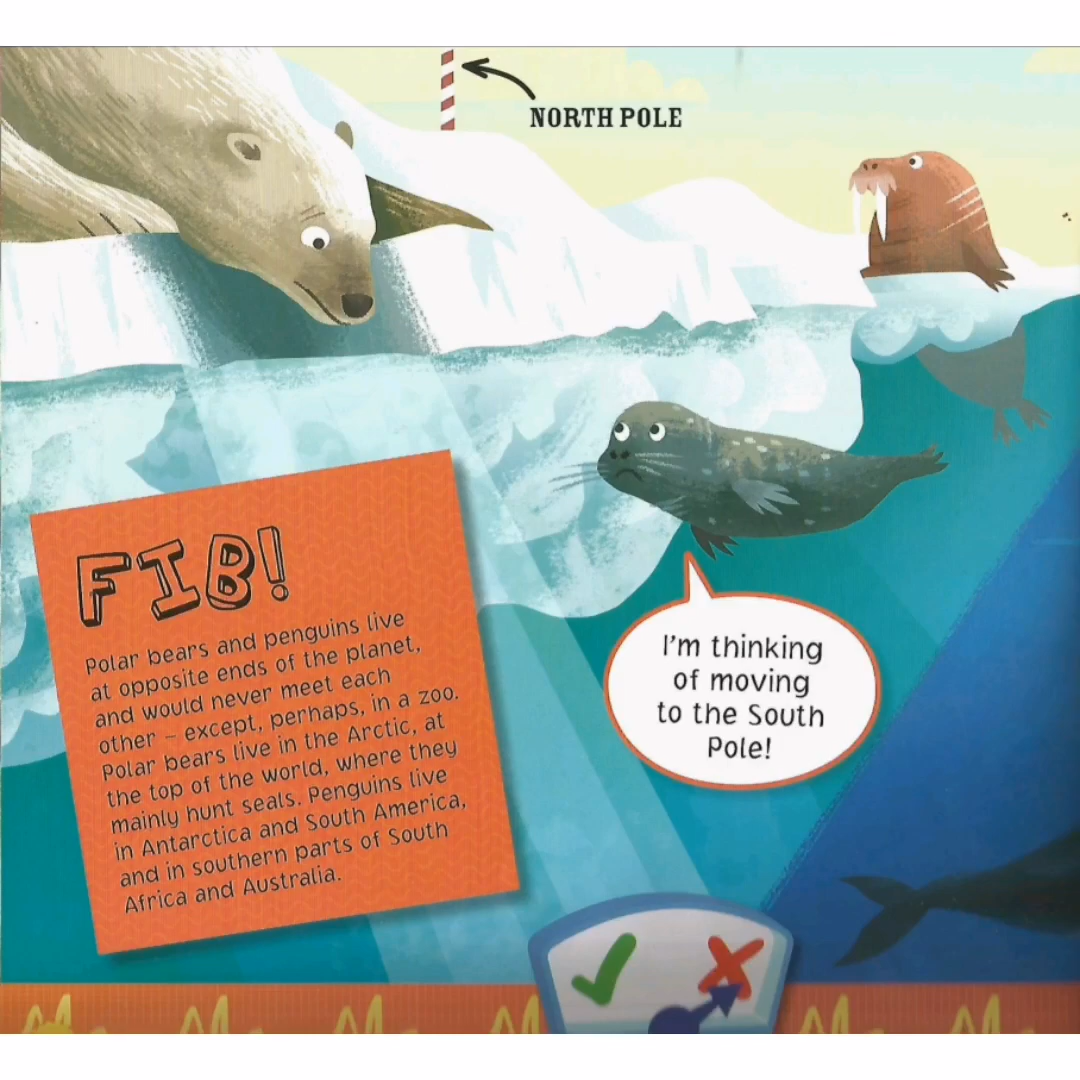 NORTH POLE
FIB!
Polar bears and penguins live
at opposite ends of the planet,
and would never meet each
other – except, perhaps, in a zoo.
Polar bears live in the Arctic, at
the top of the world, where they
mainly hunt seals. Penguins live
in Antarctica and South America,
and in southern parts of South
Africa and Australia.
I'm thinking
of moving
to the South
Pole!